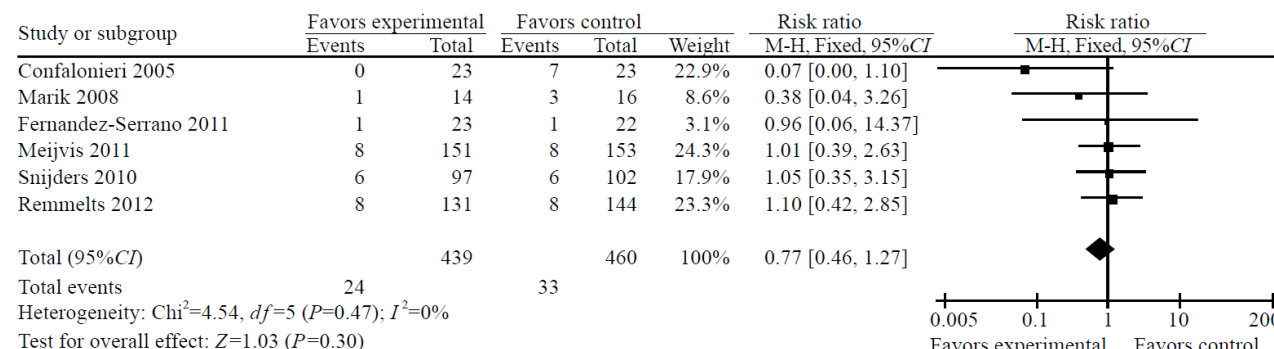 Study or subgroup Favors experimental Favors control Risk ratio Risk ratio
Events Total Events Total Weight M-H, Fixed, 95%CI M-H, Fixed, 95%CI
Confalonieri 2005 0 23 7 23 22.9% 0.07 [0.00, 1.10]
Marik 2008 1 14 3 16 8.6% 0.38 [0.04, 3.26]
Fernandez-Serrano 2011 1 23 1 22 3.1% 0.96 [0.06, 14.37]
Meijvis 2011 8 151 8 153 24.3% 1.01 [0.39, 2.63]
Snijders 2010 6 97 6 102 17.9% 1.05 [0.35, 3.15]
Remmelts 2012 8 131 8 144 23.3% 1.10 [0.42, 2.85]
Total (95%CI) 439 460 100% 0.77 [0.46, 1.27]
Total events 24 33
Heterogeneity: Chi²=4.54, df=5 (P=0.47); I²=0%
Test for overall effect: Z=1.03 (P=0.30)
0.005 0.1 1 10 200
Favors experimental Favors control